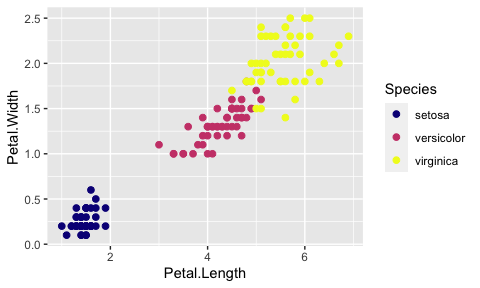 2.5
2.0
1.5
1.0
0.5
0.0
Petal.Width
2
4
6
Petal.Length
Species
setosa
versicolor
virginica